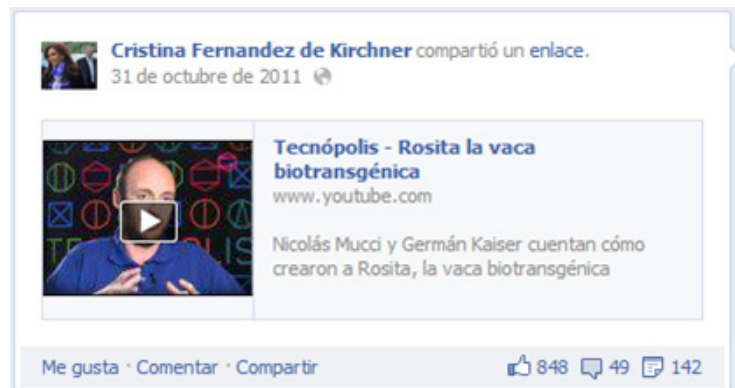 Cristina Fernandez de Kirchner compartió un enlace.
31 de octubre de 2011
Tecnópolis - Rosita la vaca
biotransgénica
www.youtube.com
Nicolás Mucci y Germán Kaiser cuentan cómo
crearon a Rosita, la vaca biotransgénica
Me gusta · Comentar · Compartir 848 49 142